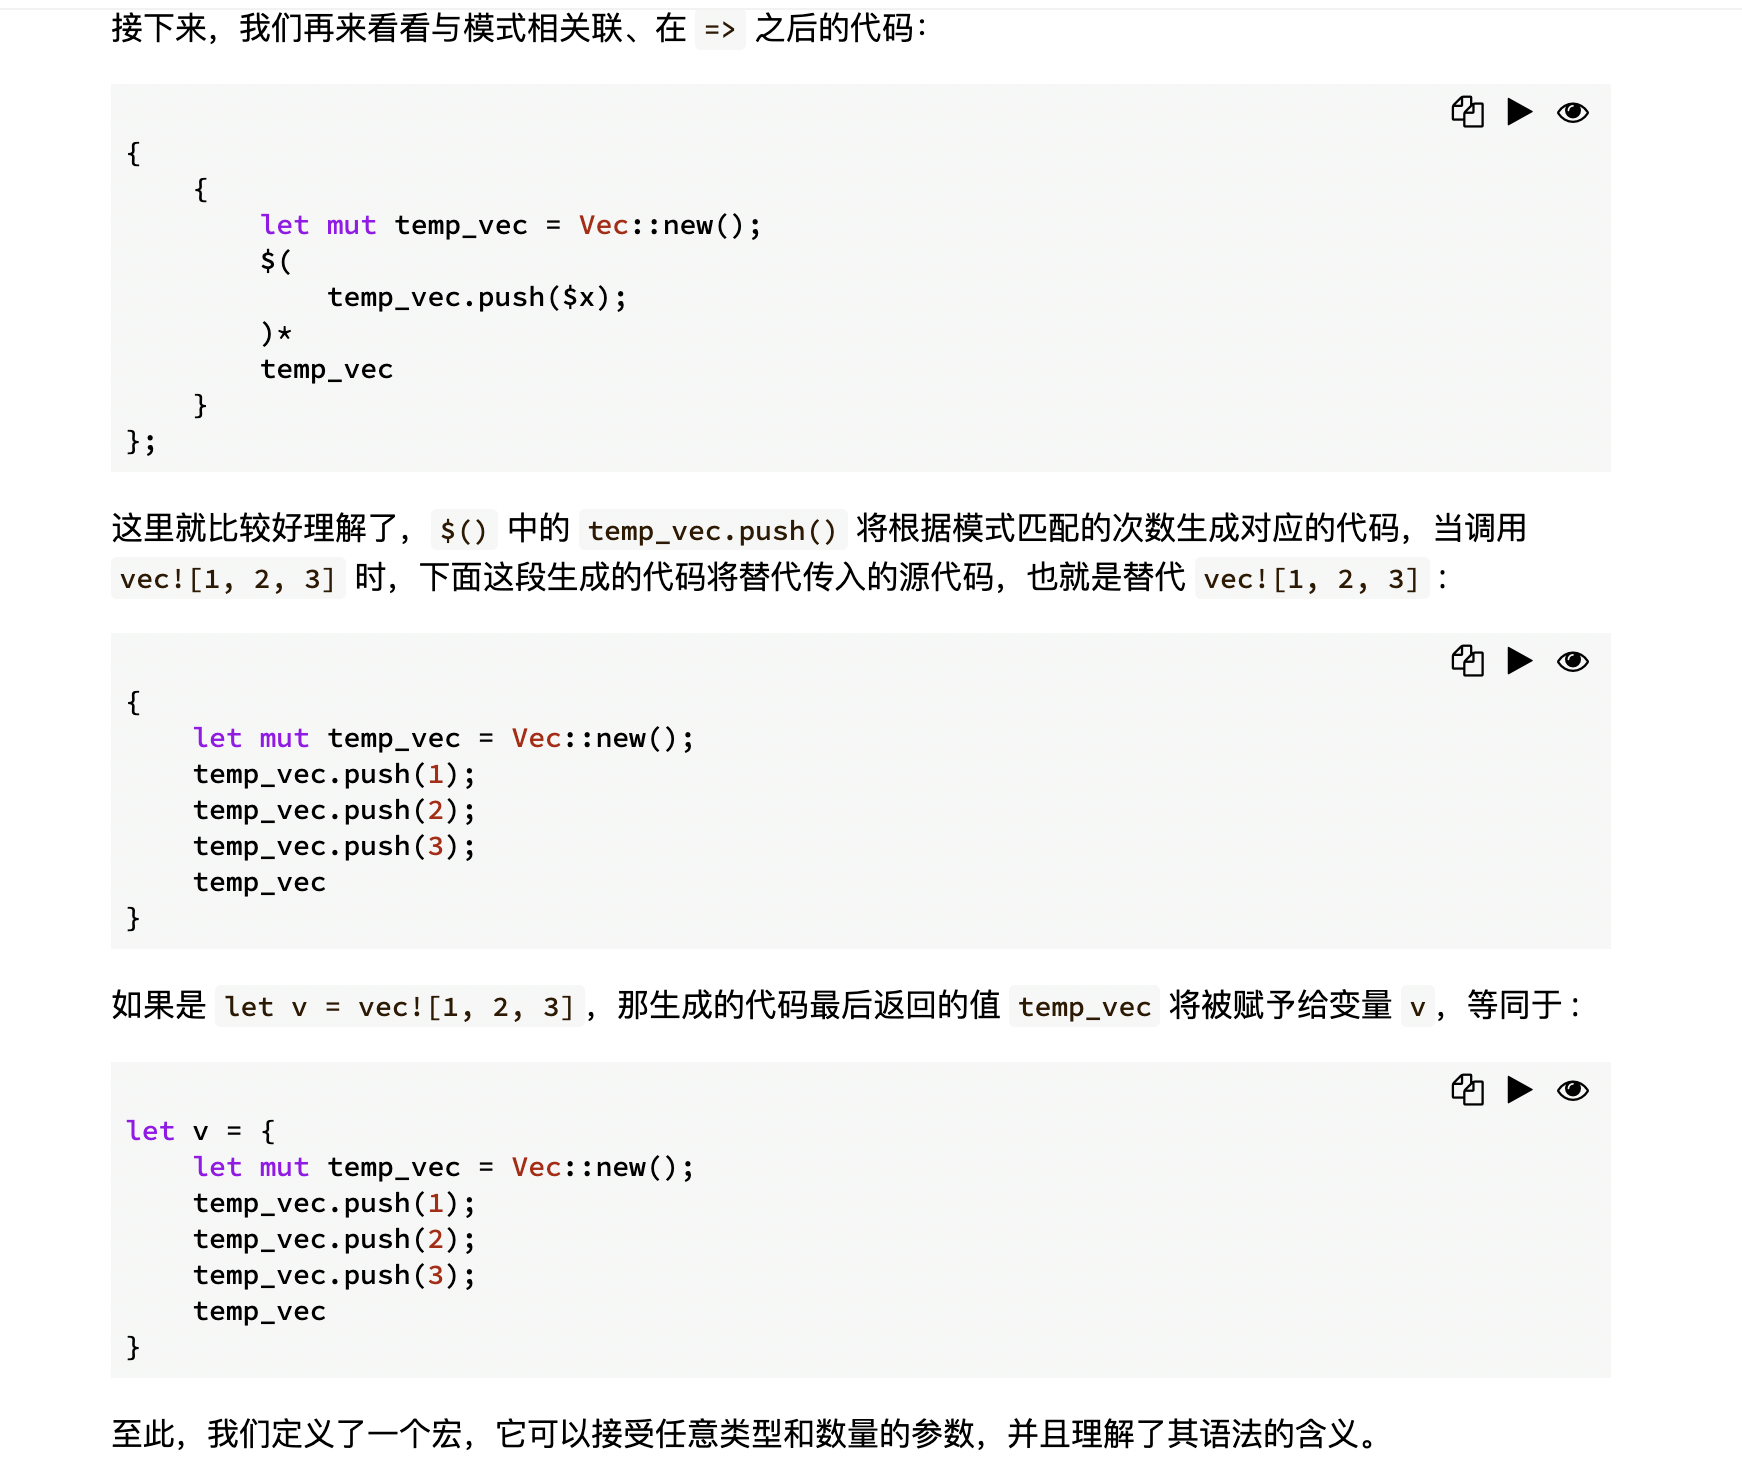 接下来，我们再来看看与模式相关联、在 => 之后的代码：
{
    {
        let mut temp_vec = Vec::new();
        $(
            temp_vec.push($x);
        )*
        temp_vec
    }
};
这里就比较好理解了，$() 中的 temp_vec.push() 将根据模式匹配的次数生成对应的代码，当调用
vec![1, 2, 3] 时，下面这段生成的代码将替代传入的源代码，也就是替代 vec![1, 2, 3] :
{
    let mut temp_vec = Vec::new();
    temp_vec.push(1);
    temp_vec.push(2);
    temp_vec.push(3);
    temp_vec
}
如果是 let v = vec![1, 2, 3]，那生成的代码最后返回的值 temp_vec 将被赋予给变量 v，等同于 :
let v = {
    let mut temp_vec = Vec::new();
    temp_vec.push(1);
    temp_vec.push(2);
    temp_vec.push(3);
    temp_vec
}
至此，我们定义了一个宏，它可以接受任意类型和数量的参数，并且理解了其语法的含义。